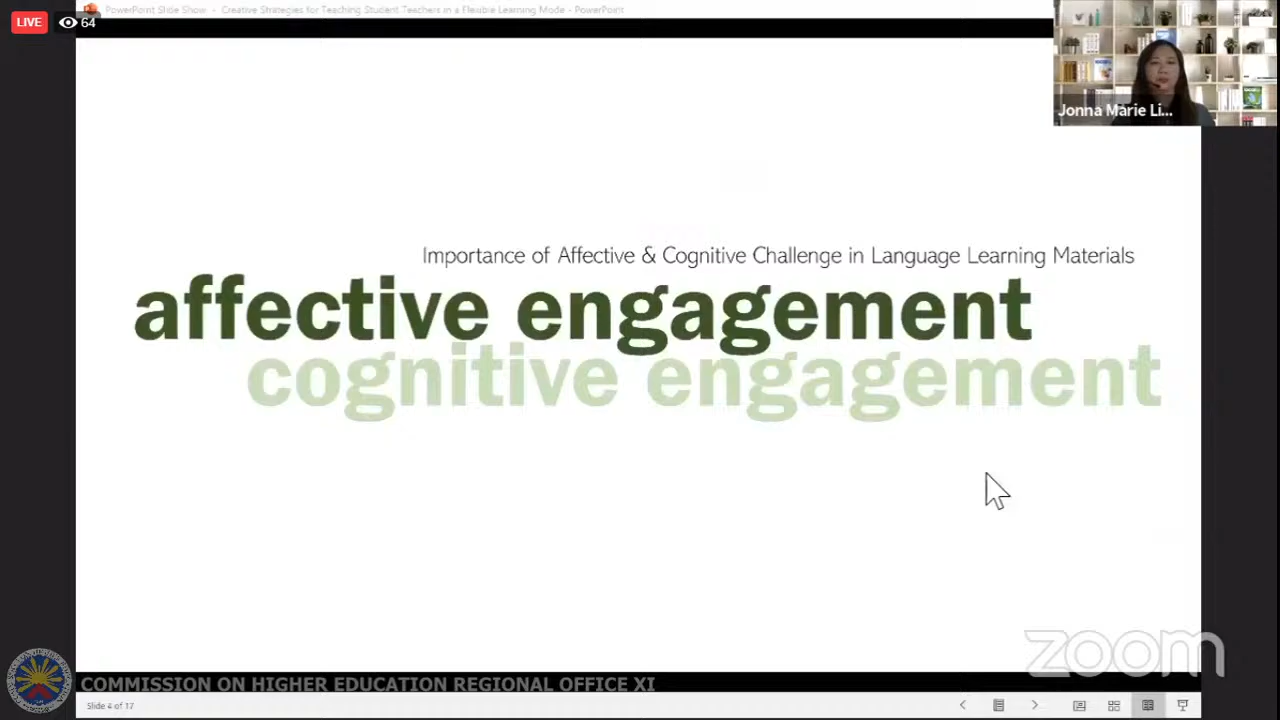 PowerPoint Slide Show - Creative Strategies for Teaching Student Teachers in a Flexible Learning Mode - PowerPoint
LIVE 64
Jonna Marie Li...
Importance of Affective & Cognitive Challenge in Language Learning Materials
affective engagement
cognitive engagement
zoom
COMMISSION ON HIGHER EDUCATION REGIONAL OFFICE XI
Slide 4 of 17